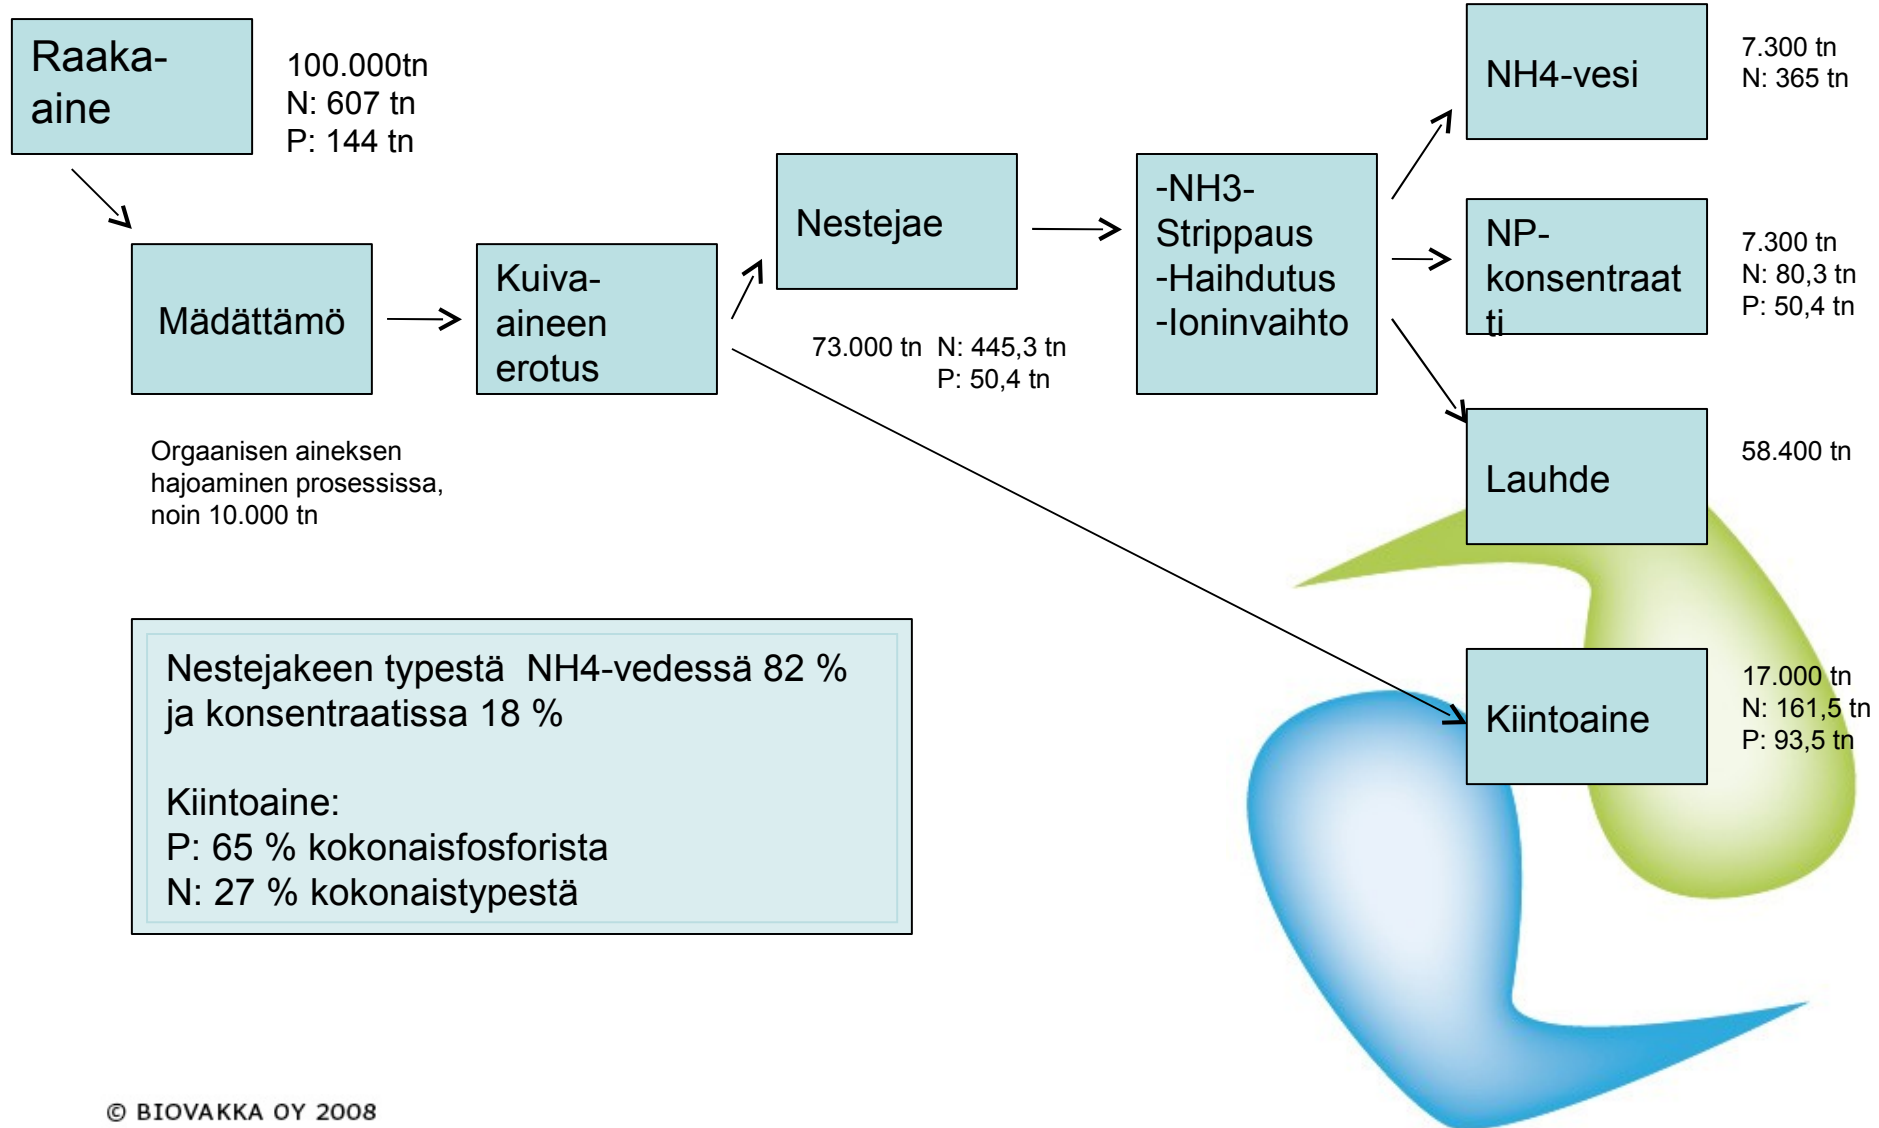 Raaka-
aine
100.000tn
N: 607 tn
P: 144 tn
Mädättämö
Orgaanisen aineksen
hajoaminen prosessissa,
noin 10.000 tn
Kuiva-
aineen
erotus
Nestejae
73.000 tn N: 445,3 tn
P: 50,4 tn
-NH3-
Strippaus
-Haihdutus
-Ioninvaihto
NH4-vesi
7.300 tn
N: 365 tn
NP-
konsentraat
ti
7.300 tn
N: 80,3 tn
P: 50,4 tn
Lauhde
58.400 tn
Kiintoaine
17.000 tn
N: 161,5 tn
P: 93,5 tn
Nestejakeen typestä NH4-vedessä 82 %
ja konsentraatissa 18 %
Kiintoaine:
P: 65 % kokonaisfosforista
N: 27 % kokonaistypestä
© BIOVAKKA OY 2008